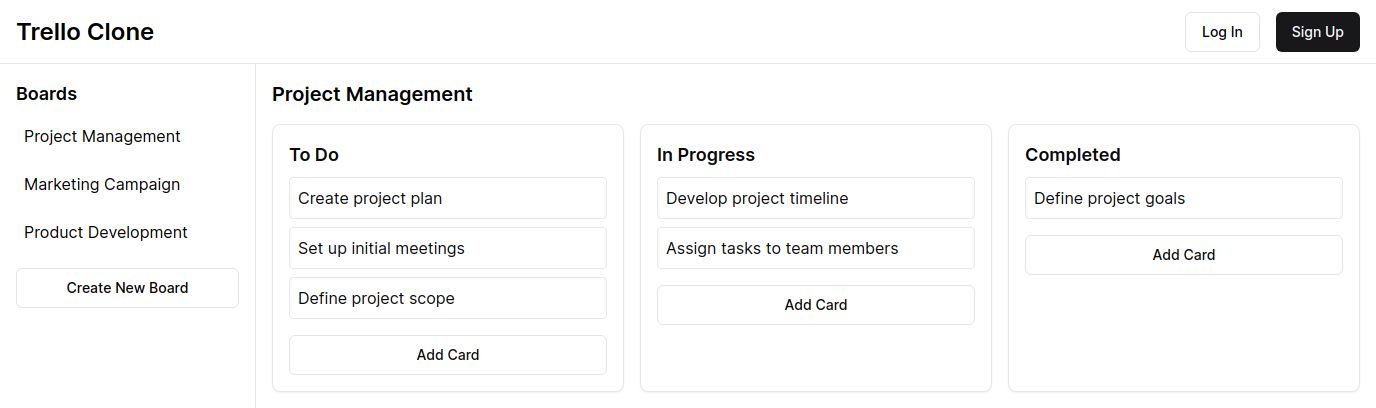 Trello Clone
Log In
Sign Up
Boards
Project Management
Marketing Campaign
Product Development
Create New Board
Project Management
To Do
Create project plan
Set up initial meetings
Define project scope
Add Card
In Progress
Develop project timeline
Assign tasks to team members
Add Card
Completed
Define project goals
Add Card